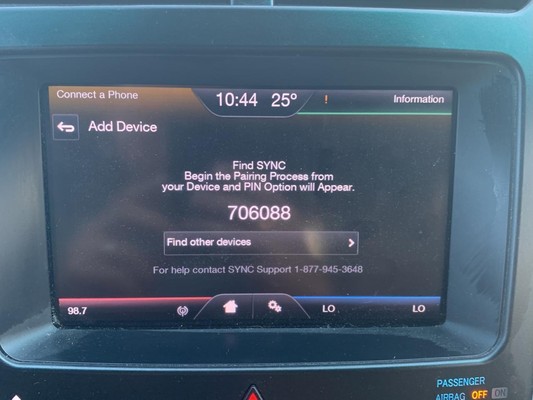 Connect a Phone
10:44 25°
!
Information
Add Device
Find SYNC
Begin the Pairing Process from
your Device and PIN Option will Appear.
706088
Find other devices
For help contact SYNC Support 1-877-945-3648
98.7
LO
LO
PASSENGER
AIRBAG OFF ON